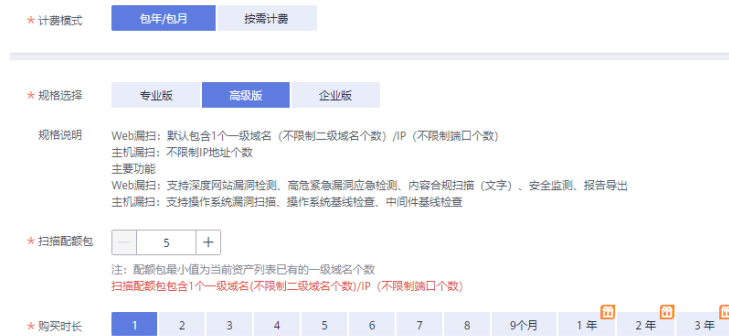 * 计费模式 包年/包月 按需计费
* 规格选择 专业版 高级版 企业版
规格说明 Web漏扫：默认包含1个一级域名（不限制二级域名个数）/IP（不限制端口个数）
主机漏扫：不限制IP地址个数
主要功能
Web漏扫：支持深度网站漏洞检测、高危紧急漏洞应急检测、内容合规扫描（文字）、安全监测、报告导出
主机漏扫：支持操作系统漏洞扫描、操作系统基线检查、中间件基线检查
* 扫描配额包 — 5 +
注：配额包最小值为当前资产列表已有的一级域名个数
扫描配额包包含1个一级域名(不限制二级域名个数)/IP（不限制端口个数）
* 购买时长 1 2 3 4 5 6 7 8 9个月 1 年 2 年 3 年